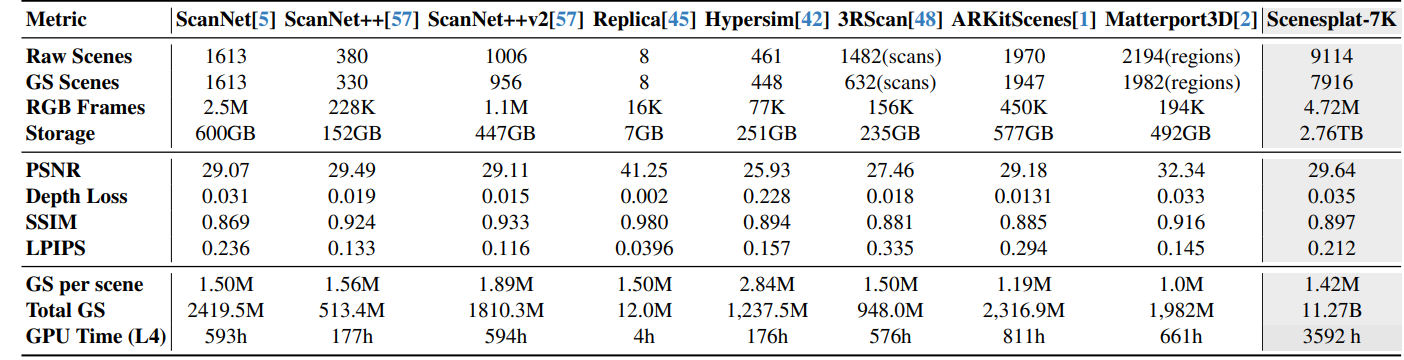 Metric ScanNet[5] ScanNet++[57] ScanNet++v2[57] Replica[45] Hypersim[42] 3RScan[48] ARKitScenes[1] Matterport3D[2] Scenesplat-7K
Raw Scenes 1613 380 1006 8 461 1482(scans) 1970 2194(regions) 9114
GS Scenes 1613 330 956 8 448 632(scans) 1947 1982(regions) 7916
RGB Frames 2.5M 228K 1.1M 16K 77K 156K 450K 194K 4.72M
Storage 600GB 152GB 447GB 7GB 251GB 235GB 577GB 492GB 2.76TB
PSNR 29.07 29.49 29.11 41.25 25.93 27.46 29.18 32.34 29.64
Depth Loss 0.031 0.019 0.015 0.002 0.228 0.018 0.0131 0.033 0.035
SSIM 0.869 0.924 0.933 0.980 0.894 0.881 0.885 0.916 0.897
LPIPS 0.236 0.133 0.116 0.0396 0.157 0.335 0.294 0.145 0.212
GS per scene 1.50M 1.56M 1.89M 1.50M 2.84M 1.50M 1.19M 1.0M 1.42M
Total GS 2419.5M 513.4M 1810.3M 12.0M 1,237.5M 948.0M 2,316.9M 1,982M 11.27B
GPU Time (L4) 593h 177h 594h 4h 176h 576h 811h 661h 3592 h